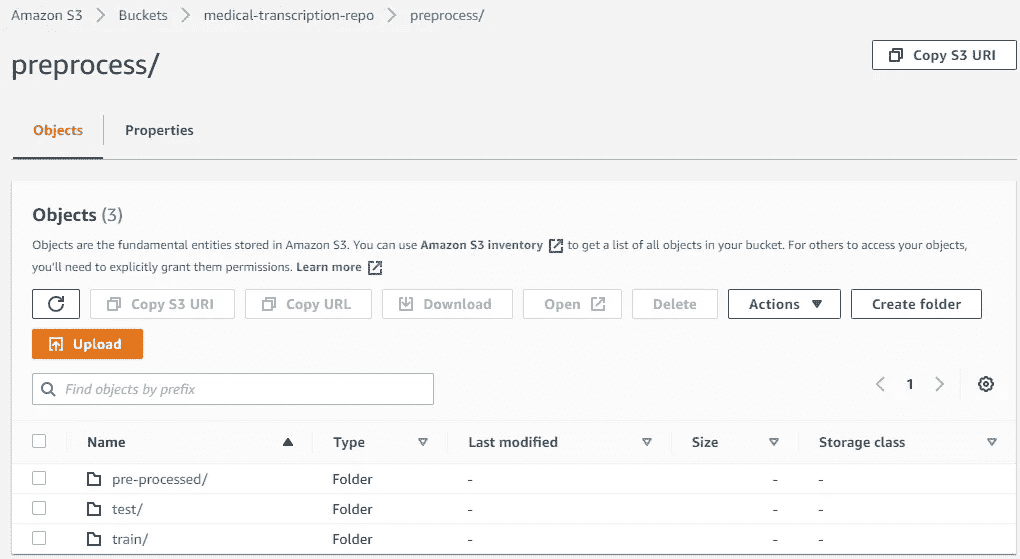 Amazon S3 > Buckets > medical-transcription-repo > preprocess/
preprocess/
Copy S3 URI
Objects Properties
Objects (3)
Objects are the fundamental entities stored in Amazon S3. You can use Amazon S3 inventory to get a list of all objects in your bucket. For others to access your objects,
you'll need to explicitly grant them permissions. Learn more
Copy S3 URI Copy URL Download Open Delete Actions Create folder
Upload
Find objects by prefix
1
Name Type Last modified Size Storage class
pre-processed/ Folder - - -
test/ Folder - - -
train/ Folder - - -